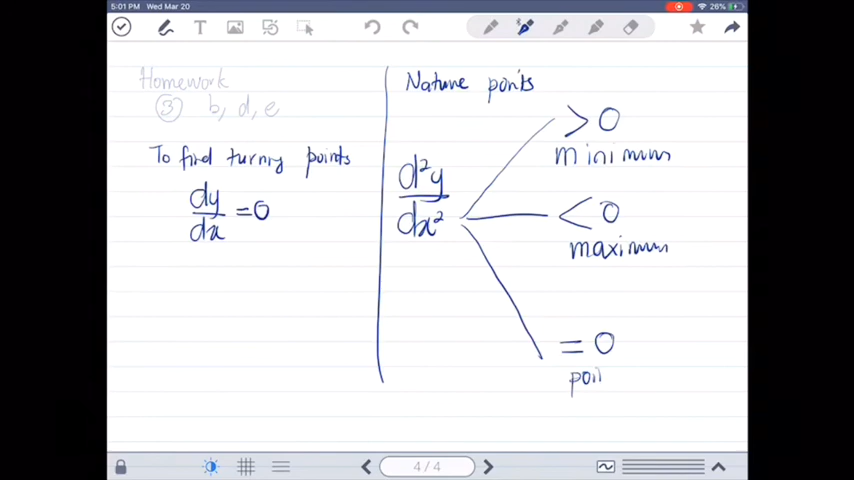 5:01 PM Wed Mar 20
26%
T
Homework
③ b, d, e
To find turning points
dy/dx = 0
Nature points
d²y/dx²
> 0
minimum
< 0
maximum
= 0
poi
4 / 4